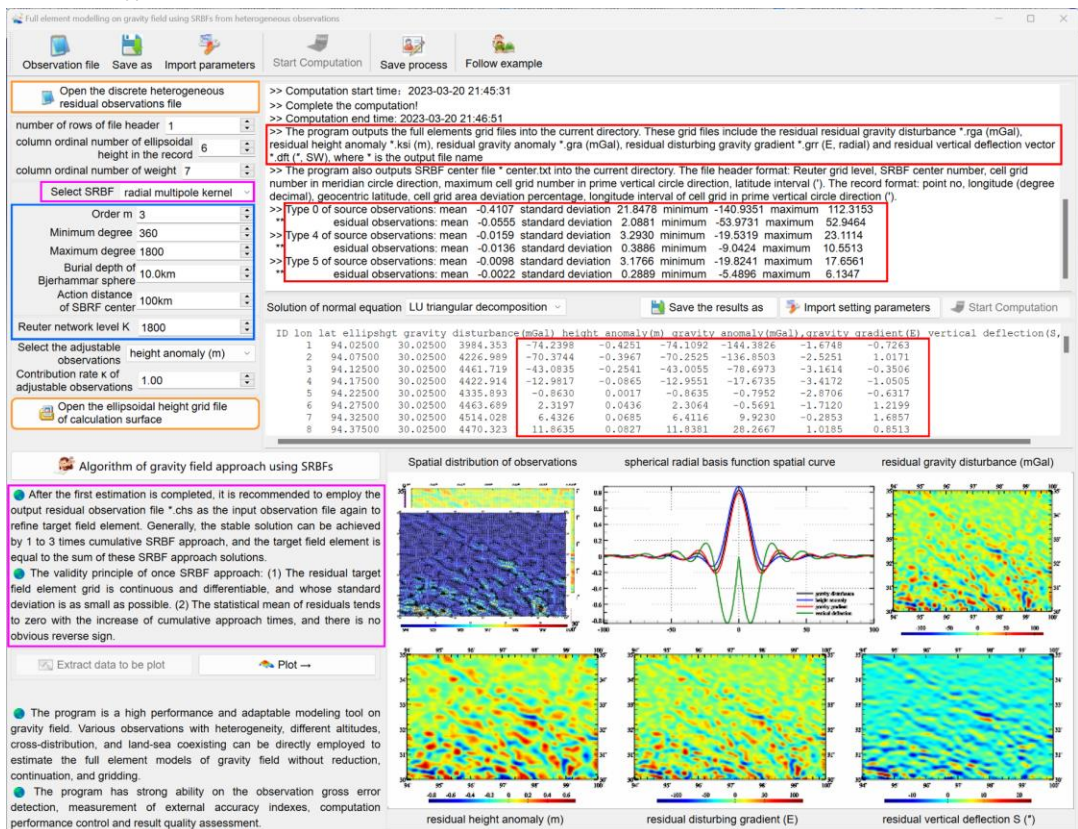 Full element modelling on gravity field using SRBFs from heterogeneous observations
Observation file Save as Import parameters Start Computation Save process Follow example
Open the discrete heterogeneous
residual observations file
number of rows of file header 1
column ordinal number of ellipsoidal
height in the record 6
column ordinal number of weight 7
Select SRBF radial multipole kernel
Order m 3
Minimum degree 360
Maximum degree 1800
Burial depth of
Bjerhammar sphere 10.0km
Action distance
of SBRF center 100km
Reuter network level K 1800
Select the adjustable
observations height anomaly (m)
Contribution rate κ of
adjustable observations 1.00
Open the ellipsoidal height grid file
of calculation surface
>> Computation start time: 2023-03-20 21:45:31
>> Complete the computation!
>> Computation end time: 2023-03-20 21:46:51
>> The program outputs the full elements grid files into the current directory. These grid files include the residual residual gravity disturbance *.rga (mGal),
residual height anomaly *.ksi (m), residual gravity anomaly *.gra (mGal), residual disturbing gravity gradient *.grr (E, radial) and residual vertical deflection vector
*.dft (", SW), where * is the output file name
>> The program also outputs SRBF center file * center.txt into the current directory. The file header format: Reuter grid level, SRBF center number, cell grid
number in meridian circle direction, maximum cell grid number in prime vertical circle direction, latitude interval ('). The record format: point no, longitude (degree
decimal), geocentric latitude, cell grid area deviation percentage, longitude interval of cell grid in prime vertical circle direction (').
>> Type 0 of source observations: mean -0.4107 standard deviation 21.8478 minimum -140.9351 maximum 112.3153
** esidual observations: mean -0.0555 standard deviation 2.0881 minimum -53.9731 maximum 52.9464
>> Type 4 of source observations: mean -0.0159 standard deviation 3.2930 minimum -19.5319 maximum 23.1114
** esidual observations: mean -0.0136 standard deviation 0.3886 minimum -9.0424 maximum 10.5513
>> Type 5 of source observations: mean -0.0098 standard deviation 3.1766 minimum -19.8241 maximum 17.6561
** esidual observations: mean -0.0022 standard deviation 0.2889 minimum -5.4896 maximum 6.1347
Solution of normal equation LU triangular decomposition Save the results as Import setting parameters Start Computation
ID lon lat ellipshgt gravity disturbance(mGal) height anomaly(m) gravity anomaly(mGal),gravity gradient(E) vertical deflection(S,
1 94.02500 30.02500 3984.353 -74.2398 -0.4251 -74.1092 -144.3826 -1.6748 -0.7263
2 94.07500 30.02500 4226.989 -70.3744 -0.3967 -70.2525 -136.8503 -2.5251 1.0171
3 94.12500 30.02500 4461.719 -43.0835 -0.2541 -43.0055 -78.6973 -3.1614 -0.3506
4 94.17500 30.02500 4422.914 -12.9817 -0.0865 -12.9551 -17.6735 -3.4172 -1.0505
5 94.22500 30.02500 4335.893 -0.8630 0.0017 -0.8635 -0.7952 -2.8706 -0.6317
6 94.27500 30.02500 4463.689 2.3197 0.0436 2.3064 -0.5691 -1.7120 1.2199
7 94.32500 30.02500 4514.028 6.4326 0.0685 6.4116 9.9230 -0.2853 1.6857
8 94.37500 30.02500 4470.323 11.8635 0.0827 11.8381 28.2667 1.0185 0.8513
Algorithm of gravity field approach using SRBFs
After the first estimation is completed, it is recommended to employ the
output residual observation file *.chs as the input observation file again to
refine target field element. Generally, the stable solution can be achieved
by 1 to 3 times cumulative SRBF approach, and the target field element is
equal to the sum of these SRBF approach solutions.
The validity principle of once SRBF approach: (1) The residual target
field element grid is continuous and differentiable, and whose standard
deviation is as small as possible. (2) The statistical mean of residuals tends
to zero with the increase of cumulative approach times, and there is no
obvious reverse sign.
Extract data to be plot Plot →
The program is a high performance and adaptable modeling tool on
gravity field. Various observations with heterogeneity, different altitudes,
cross-distribution, and land-sea coexisting can be directly employed to
estimate the full element models of gravity field without reduction,
continuation, and gridding.
The program has strong ability on the observation gross error
detection, measurement of external accuracy indexes, computation
performance control and result quality assessment.
Spatial distribution of observations spherical radial basis function spatial curve residual gravity disturbance (mGal)
gravity disturbance
height anomaly
gravity gradient
vertical deflection
residual height anomaly (m) residual disturbing gradient (E) residual vertical deflection S (")